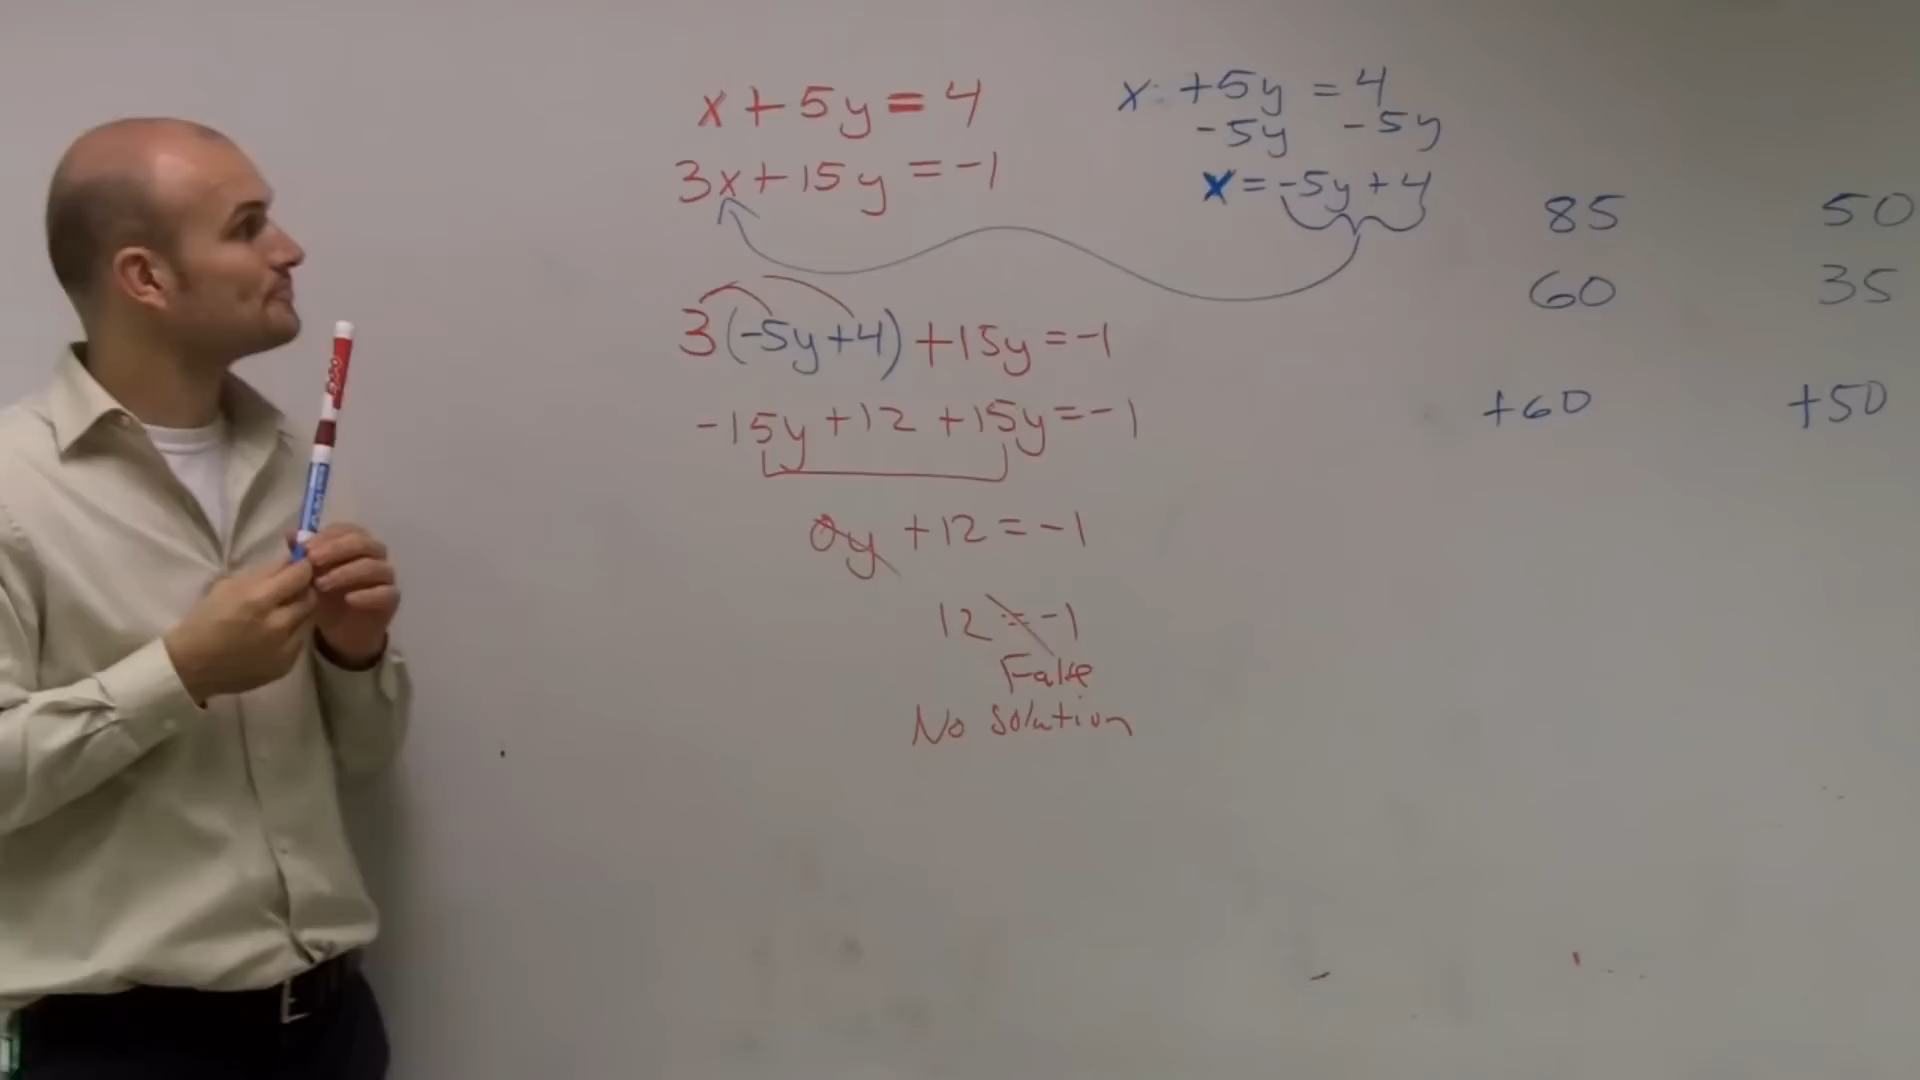 x + 5y = 4
3x + 15y = -1
x +5y = 4
-5y -5y
x = -5y + 4
3(-5y+4) + 15y = -1
-15y + 12 + 15y = -1
0y + 12 = -1
12 = -1
False
No solution
85 50
60 35
+60 +50
EXPO